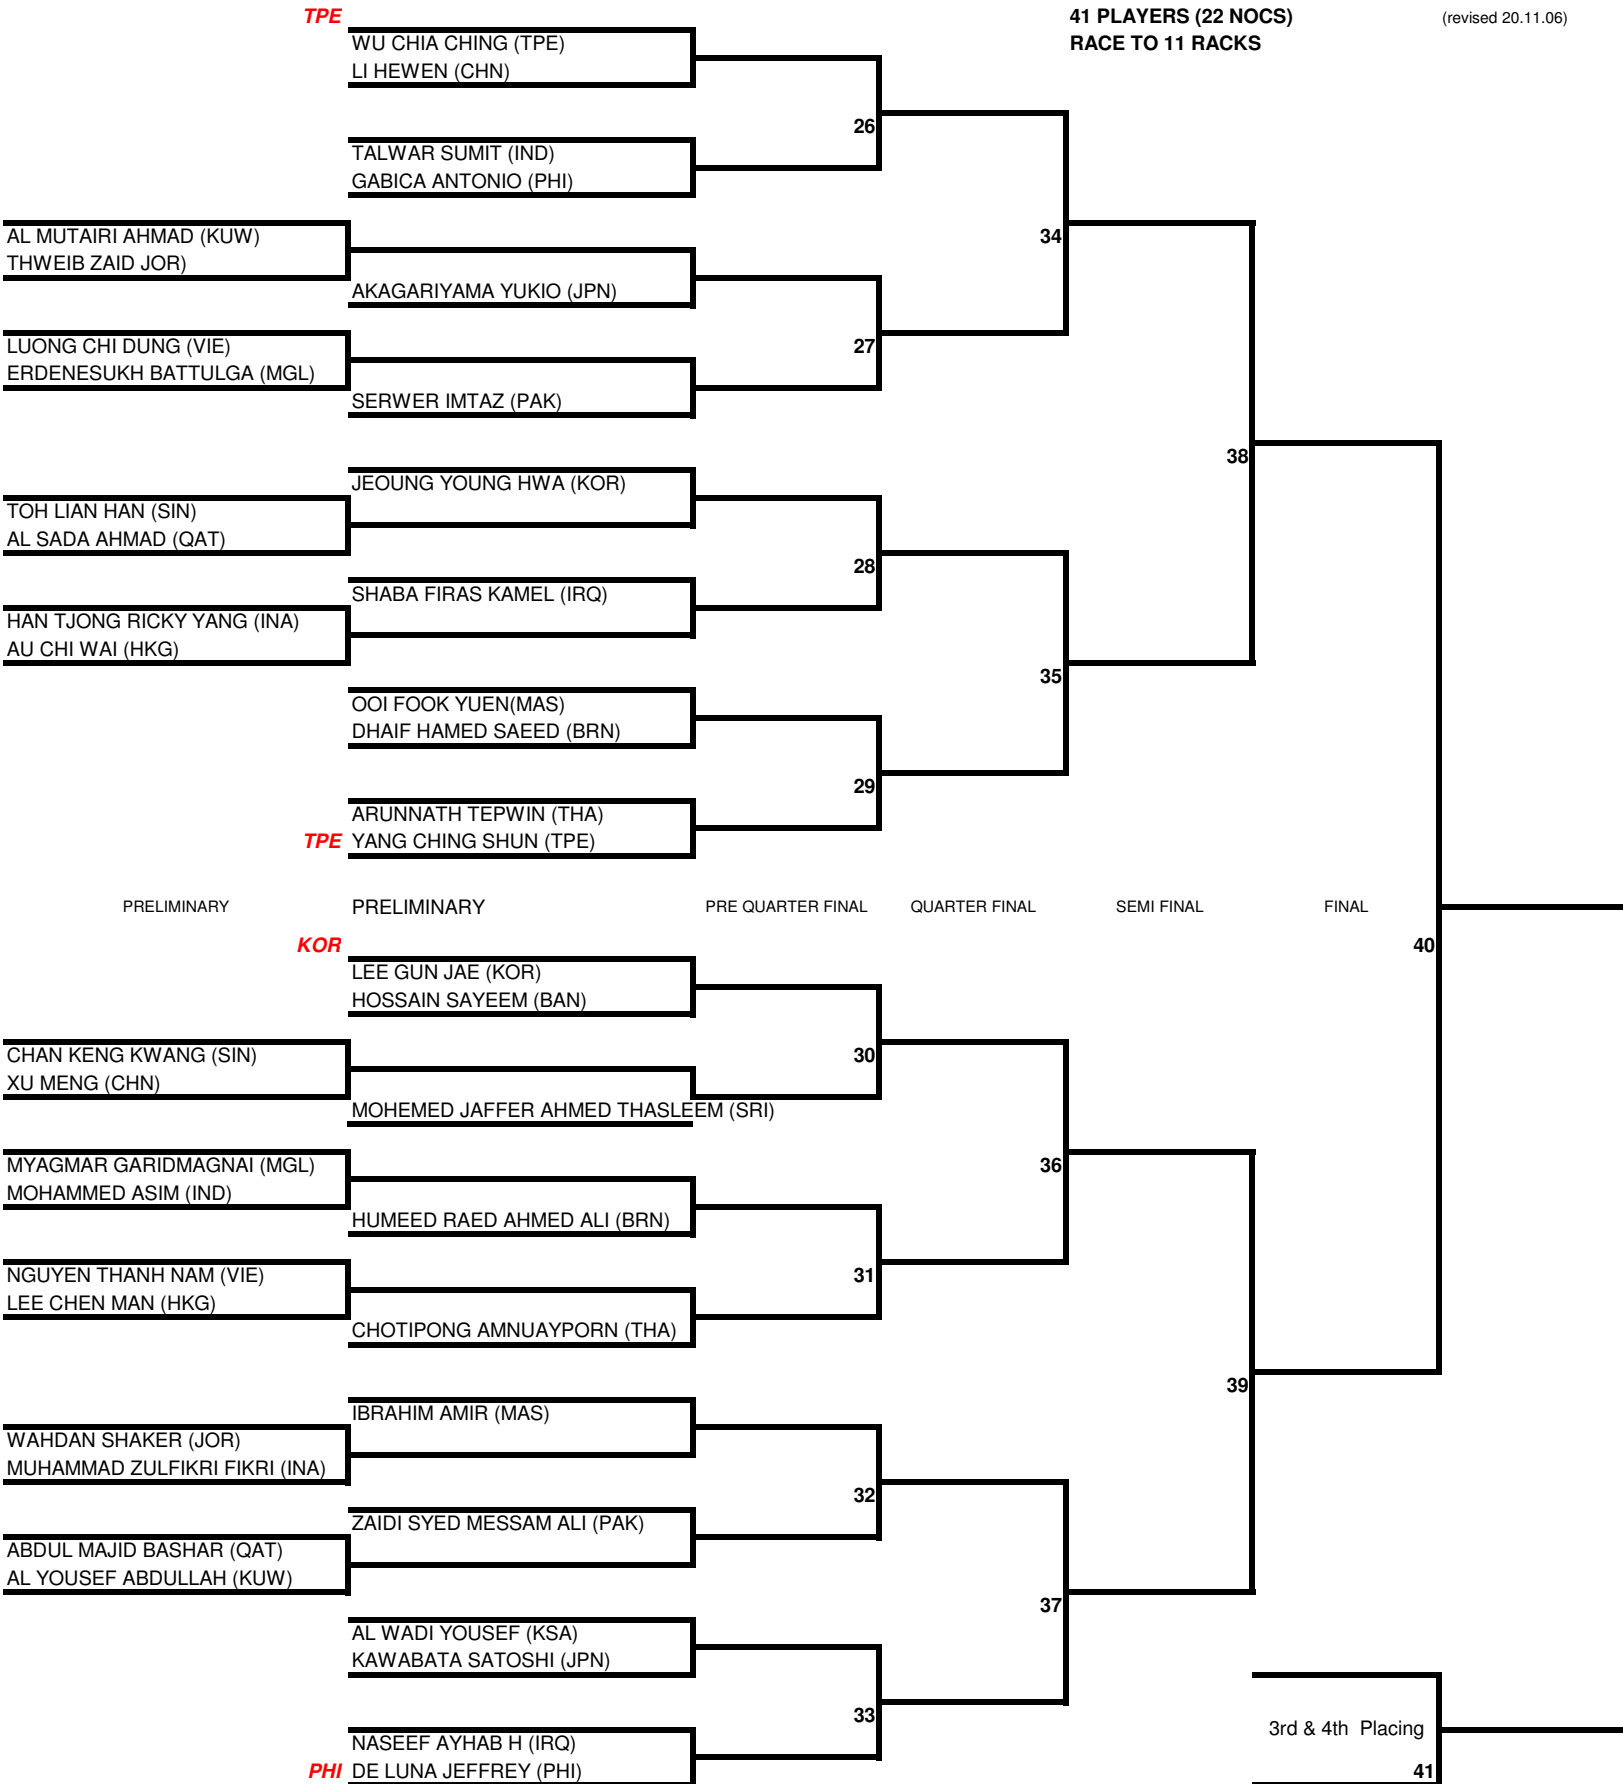 TPE
41 PLAYERS (22 NOCS)
(revised 20.11.06)
WU CHIA CHING (TPE)
RACE TO 11 RACKS
LI HEWEN (CHN)
26
TALWAR SUMIT (IND)
GABICA ANTONIO (PHI)
AL MUTAIRI AHMAD (KUW)
34
THWEIB ZAID JOR)
AKAGARIYAMA YUKIO (JPN)
LUONG CHI DUNG (VIE)
27
ERDENESUKH BATTULGA (MGL)
SERWER IMTAZ (PAK)
38
JEOUNG YOUNG HWA (KOR)
TOH LIAN HAN (SIN)
AL SADA AHMAD (QAT)
28
SHABA FIRAS KAMEL (IRQ)
HAN TJONG RICKY YANG (INA)
AU CHI WAI (HKG)
35
OOI FOOK YUEN(MAS)
DHAIF HAMED SAEED (BRN)
29
ARUNNATH TEPWIN (THA)
TPE YANG CHING SHUN (TPE)
PRELIMINARY
PRELIMINARY
PRE QUARTER FINAL
QUARTER FINAL
SEMI FINAL
FINAL
KOR
40
LEE GUN JAE (KOR)
HOSSAIN SAYEEM (BAN)
CHAN KENG KWANG (SIN)
30
XU MENG (CHN)
MOHEMED JAFFER AHMED THASLEEM (SRI)
MYAGMAR GARIDMAGNAI (MGL)
36
MOHAMMED ASIM (IND)
HUMEED RAED AHMED ALI (BRN)
NGUYEN THANH NAM (VIE)
31
LEE CHEN MAN (HKG)
CHOTIPONG AMNUAYPORN (THA)
39
IBRAHIM AMIR (MAS)
WAHDAN SHAKER (JOR)
MUHAMMAD ZULFIKRI FIKRI (INA)
32
ZAIDI SYED MESSAM ALI (PAK)
ABDUL MAJID BASHAR (QAT)
AL YOUSEF ABDULLAH (KUW)
37
AL WADI YOUSEF (KSA)
KAWABATA SATOSHI (JPN)
33
3rd & 4th Placing
NASEEF AYHAB H (IRQ)
PHI DE LUNA JEFFREY (PHI)
41